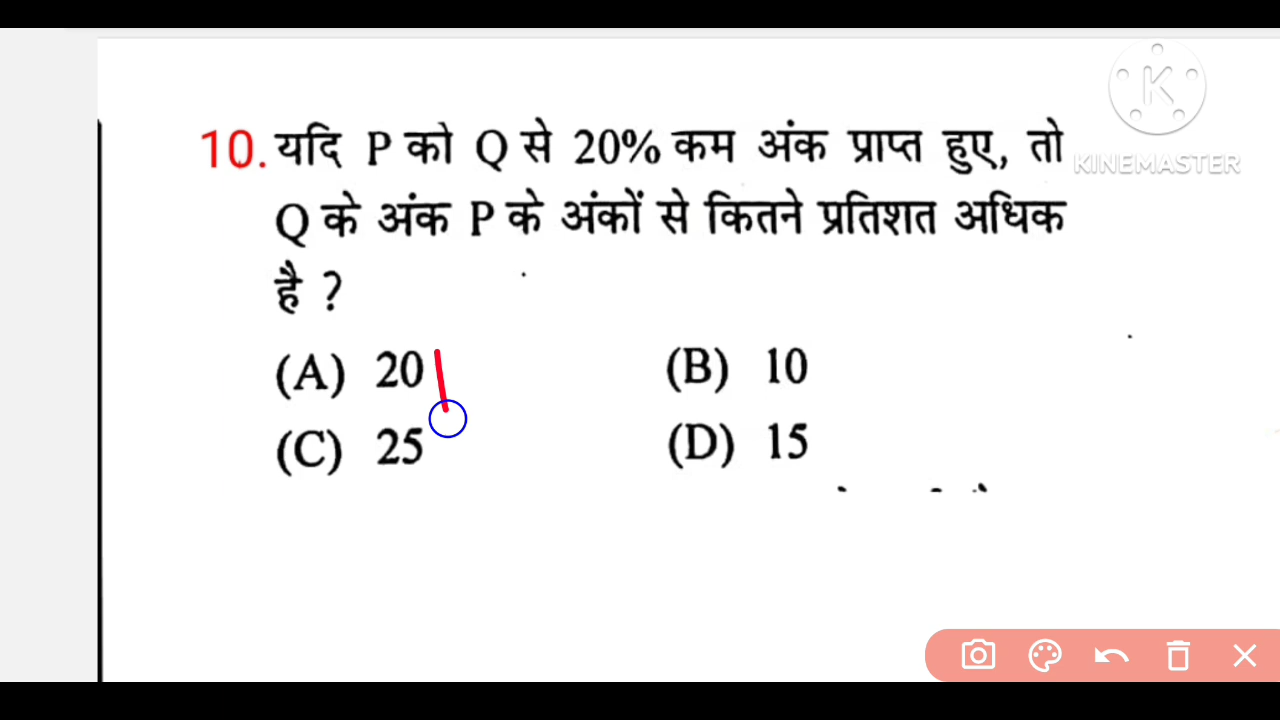 10. यदि P को Q से 20% कम अंक प्राप्त हुए, तो
Q के अंक P के अंकों से कितने प्रतिशत अधिक
है ?
(A) 20 (B) 10
(C) 25 (D) 15
K
KINEMASTER